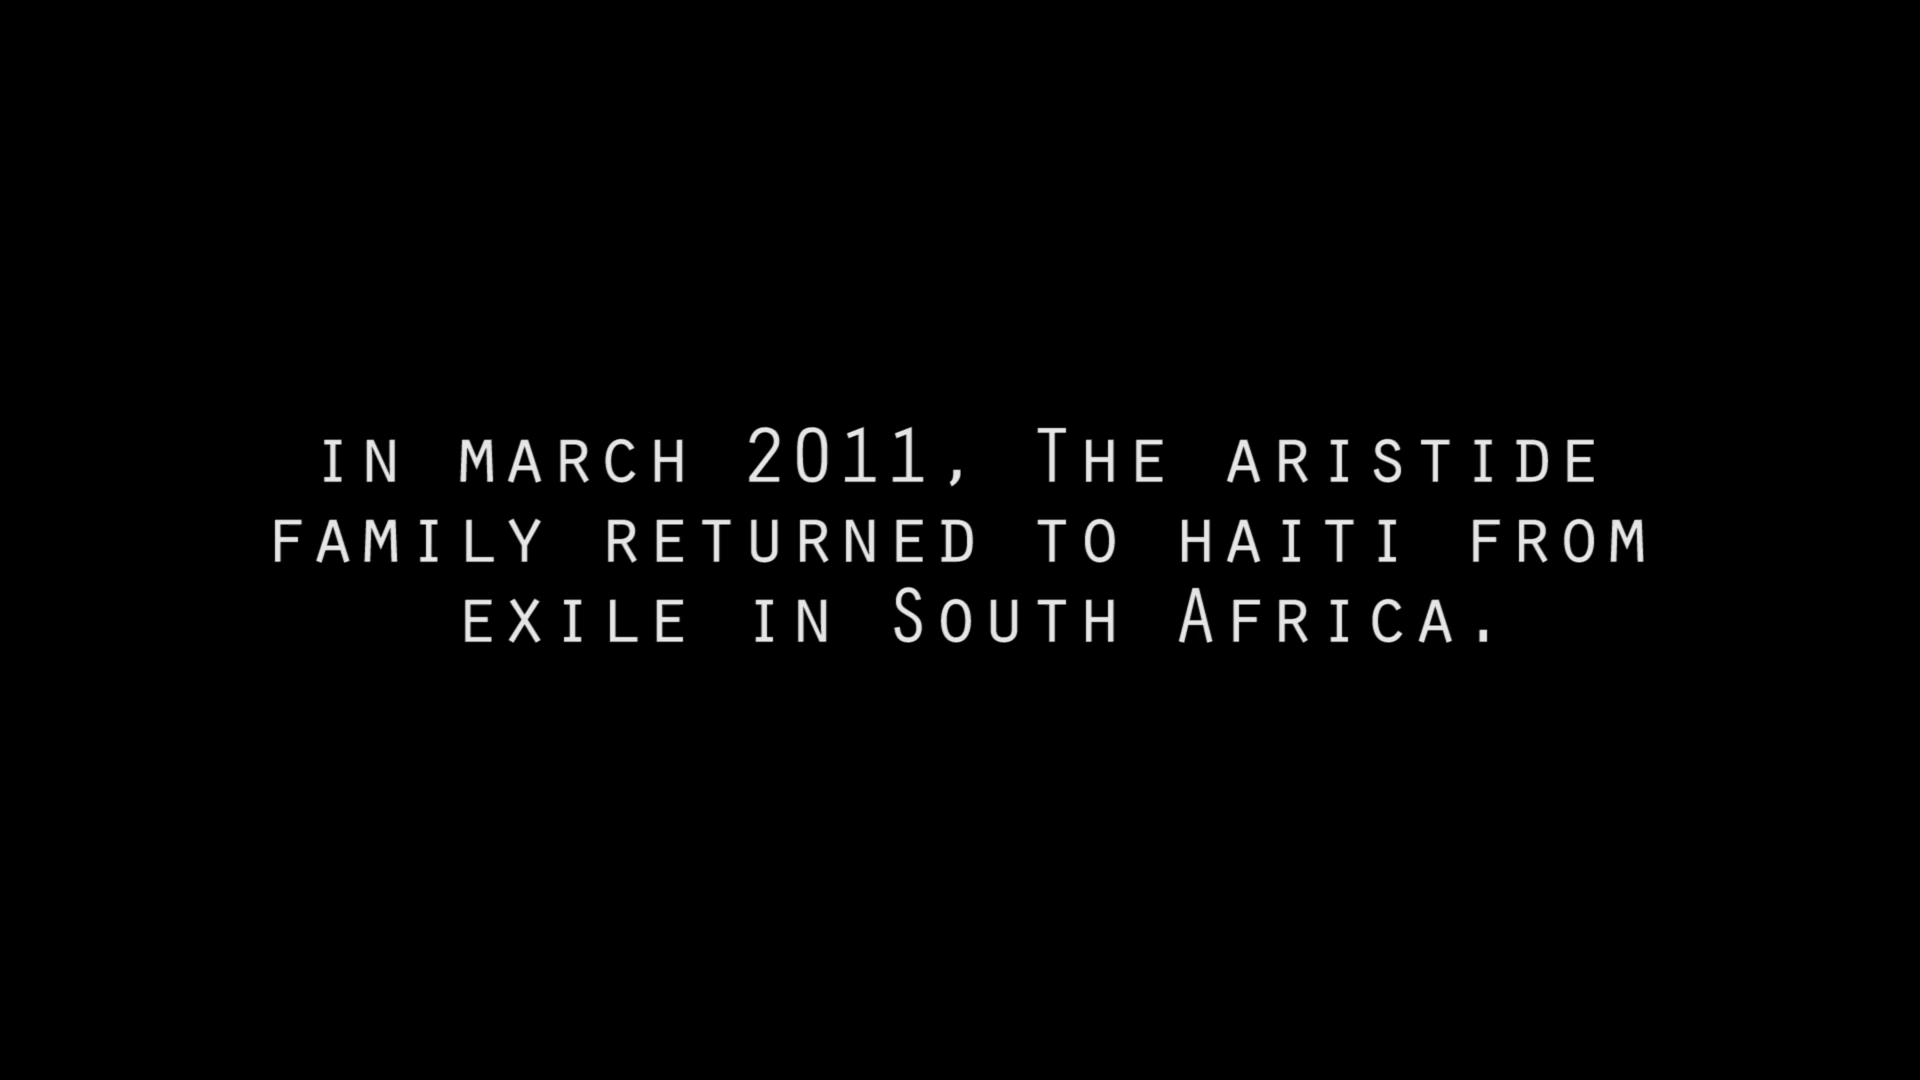 in march 2011, The aristide
family returned to haiti from
exile in South Africa.